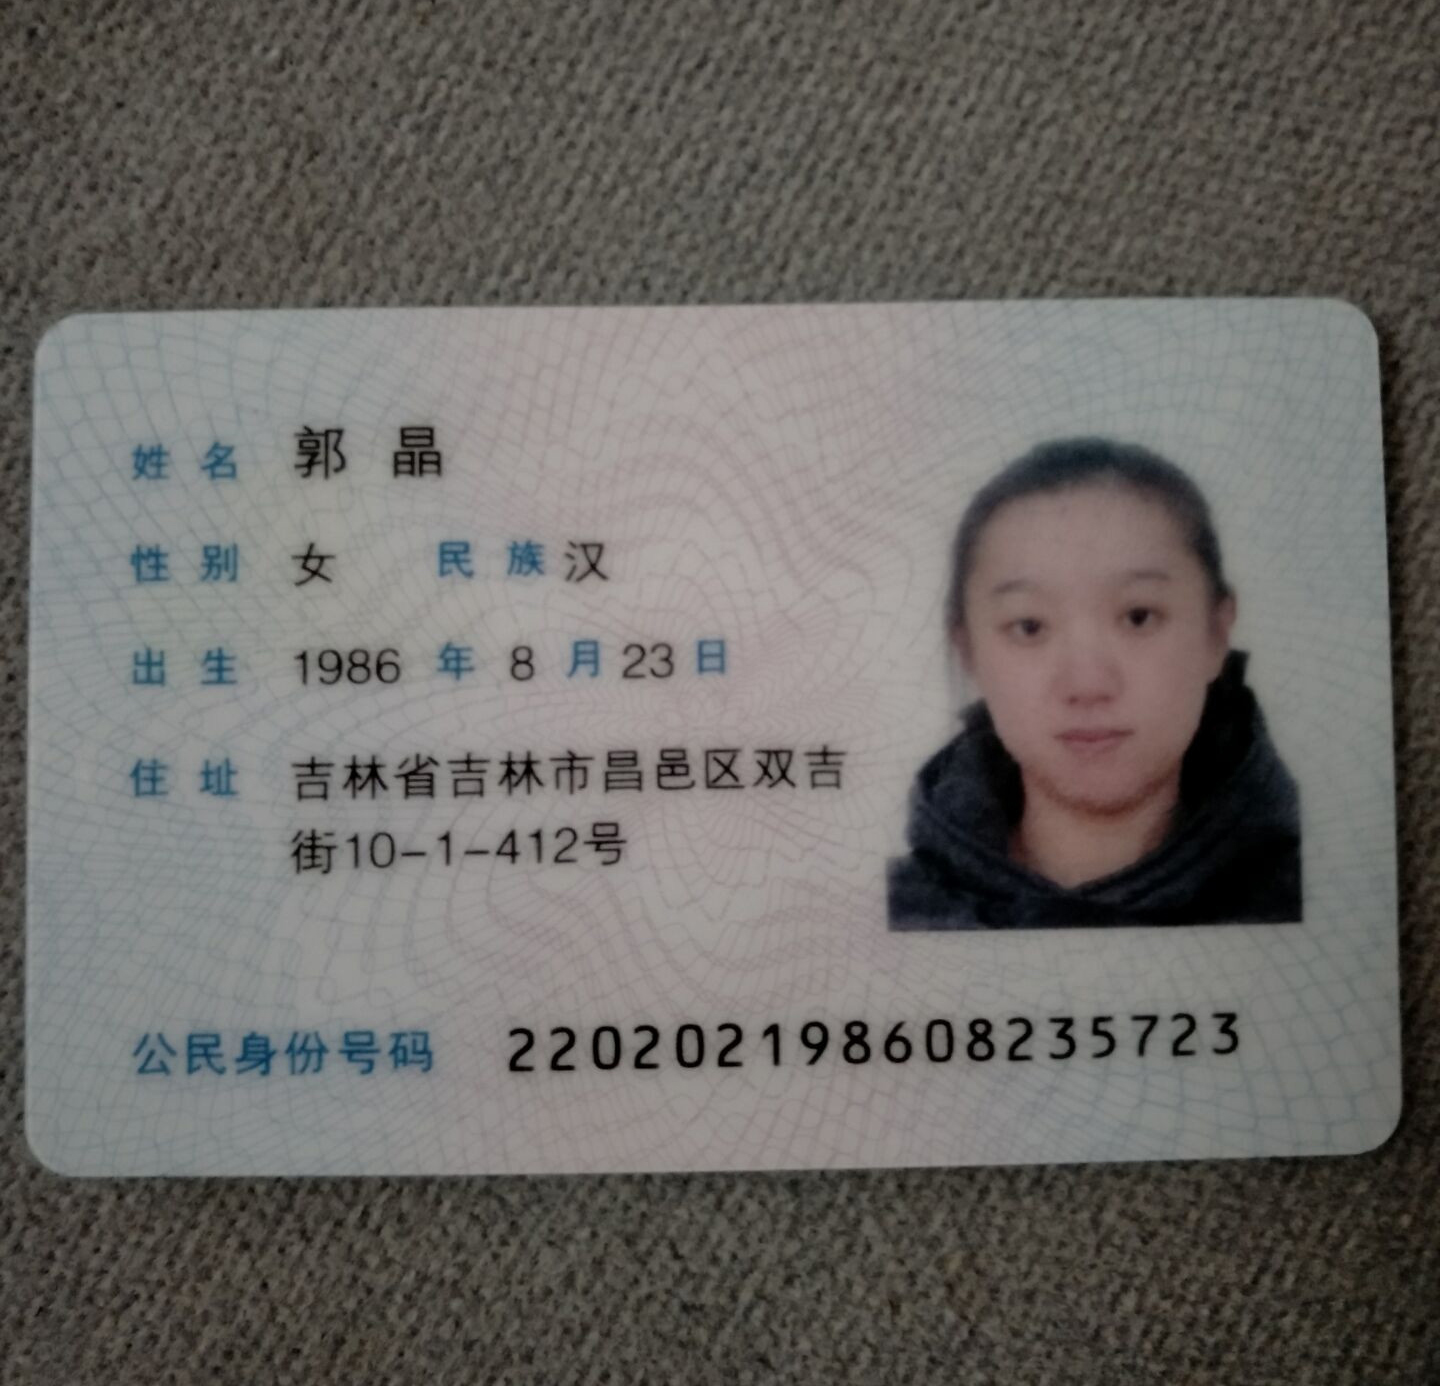 姓名 郭晶
性别 女 民族 汉
出生 1986 年 8 月 23 日
住址 吉林省吉林市昌邑区双吉
街10-1-412号
公民身份号码 220202198608235723